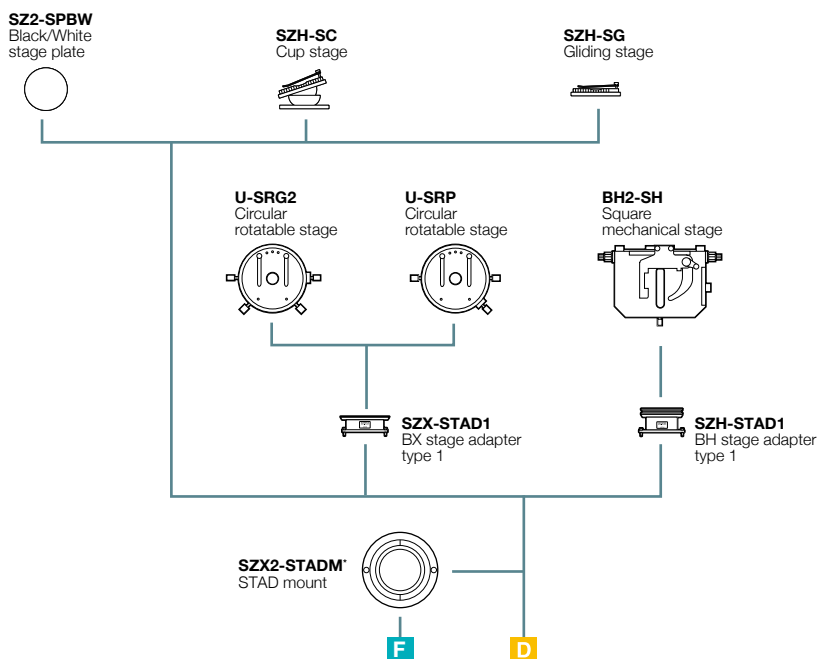 SZ2-SPBW
Black/White
stage plate
SZH-SC
Cup stage
SZH-SG
Gliding stage
U-SRG2
Circular
rotatable stage
U-SRP
Circular
rotatable stage
BH2-SH
Square
mechanical stage
SZX-STAD1
BX stage adapter
type 1
SZH-STAD1
BH stage adapter
type 1
SZX2-STADM*
STAD mount
F
D